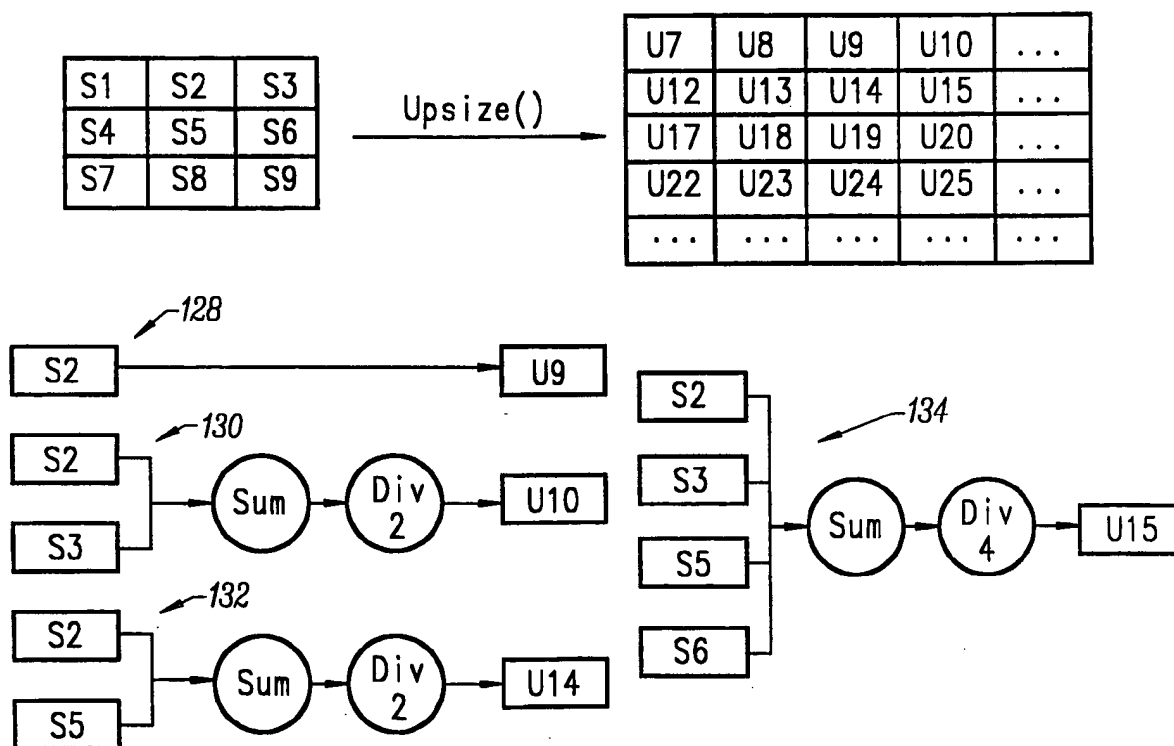 S1 S2 S3
S4 S5 S6
S7 S8 S9
Upsize()
U7 U8 U9 U10 ...
U12 U13 U14 U15 ...
U17 U18 U19 U20 ...
U22 U23 U24 U25 ...
... ... ... ... ...
128
S2 U9
130
S2
S3
Sum
Div
2
U10
132
S2
S5
Sum
Div
2
U14
134
S2
S3
S5
S6
Sum
Div
4
U15